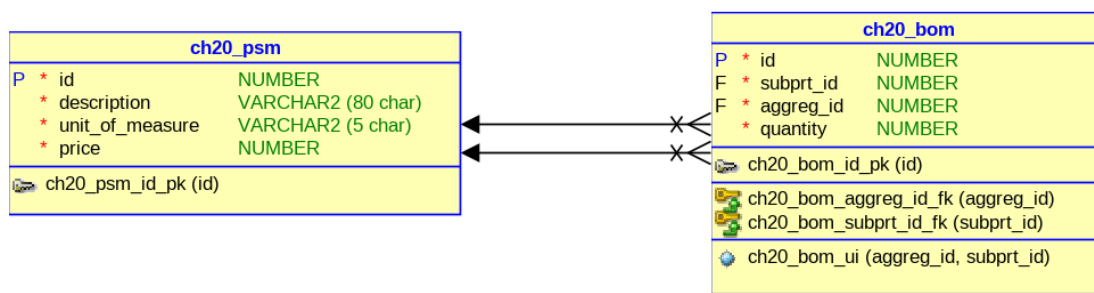 ch20_psm
P * id NUMBER
* description VARCHAR2 (80 char)
* unit_of_measure VARCHAR2 (5 char)
* price NUMBER
ch20_psm_id_pk (id)
ch20_bom
P * id NUMBER
F * subprt_id NUMBER
F * aggreg_id NUMBER
* quantity NUMBER
ch20_bom_id_pk (id)
ch20_bom_aggreg_id_fk (aggreg_id)
ch20_bom_subprt_id_fk (subprt_id)
ch20_bom_ui (aggreg_id, subprt_id)